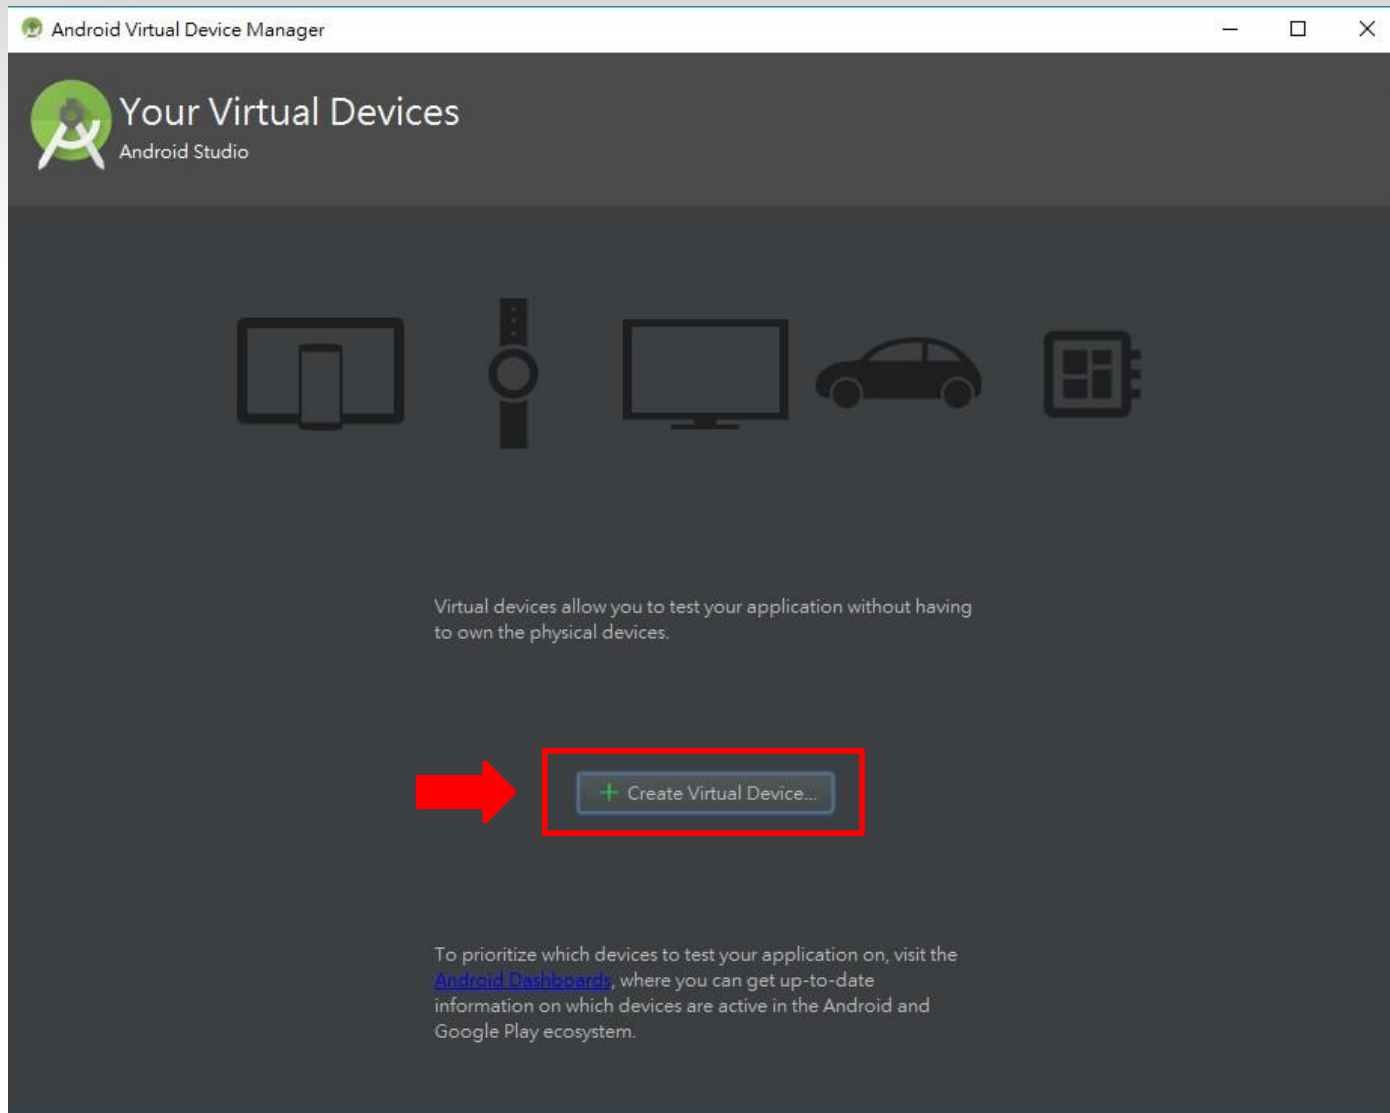 Android Virtual Device Manager
Your Virtual Devices
Android Studio
Virtual devices allow you to test your application without having
to own the physical devices.
Create Virtual Device...
To prioritize which devices to test your application on, visit the
Android Dashboards, where you can get up-to-date
information on which devices are active in the Android and
Google Play ecosystem.